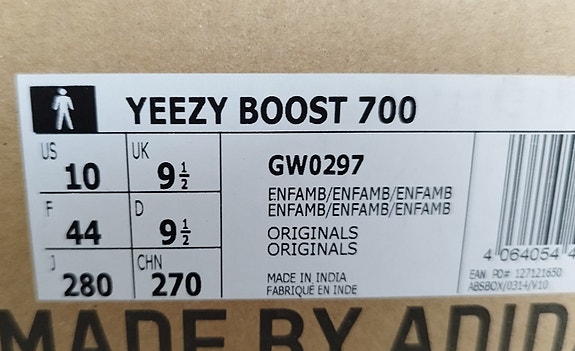 YEEZY BOOST 700
US 10 UK 9½
F 44 D 9½
J 280 CHN 270
GW0297
ENFAMB/ENFAMB/ENFAMB
ENFAMB/ENFAMB/ENFAMB
ORIGINALS
ORIGINALS
MADE IN INDIA
FABRIQUÉ EN INDE
4 064054 4
EAN PO# 127121650
ABSBOX/0314/V10
MADE BY ADID